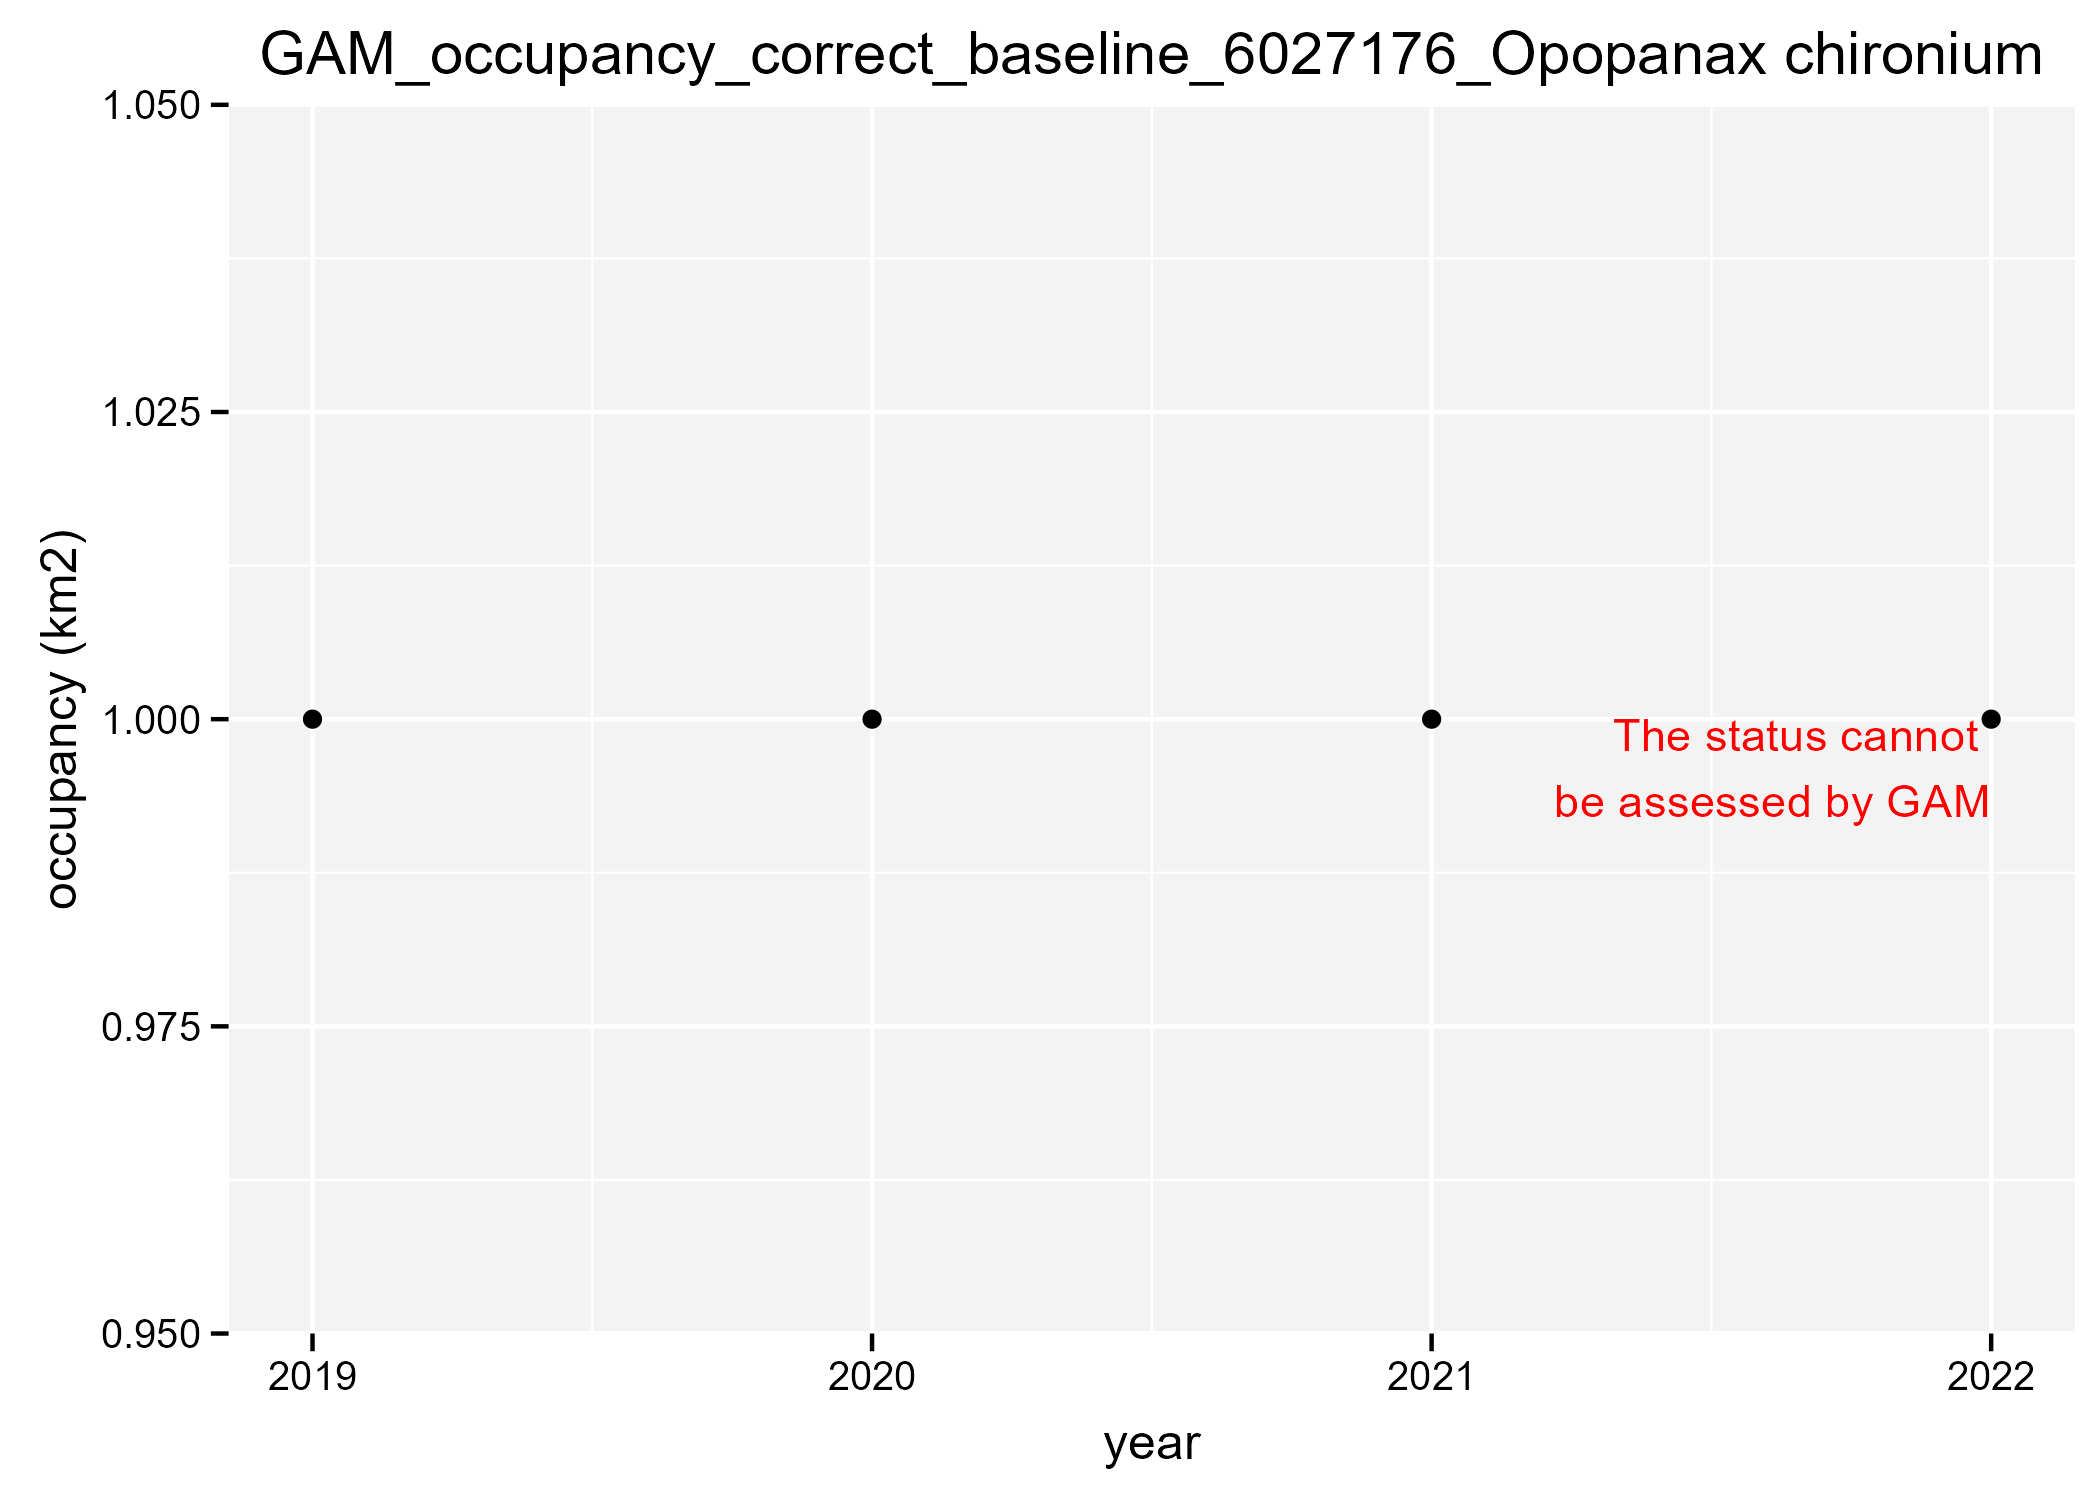 GAM_occupancy_correct_baseline_6027176_Opopanax chironium
1.050
1.025
1.000
0.975
0.950
occupancy (km2)
The status cannot
be assessed by GAM
2019 2020 2021 2022
year